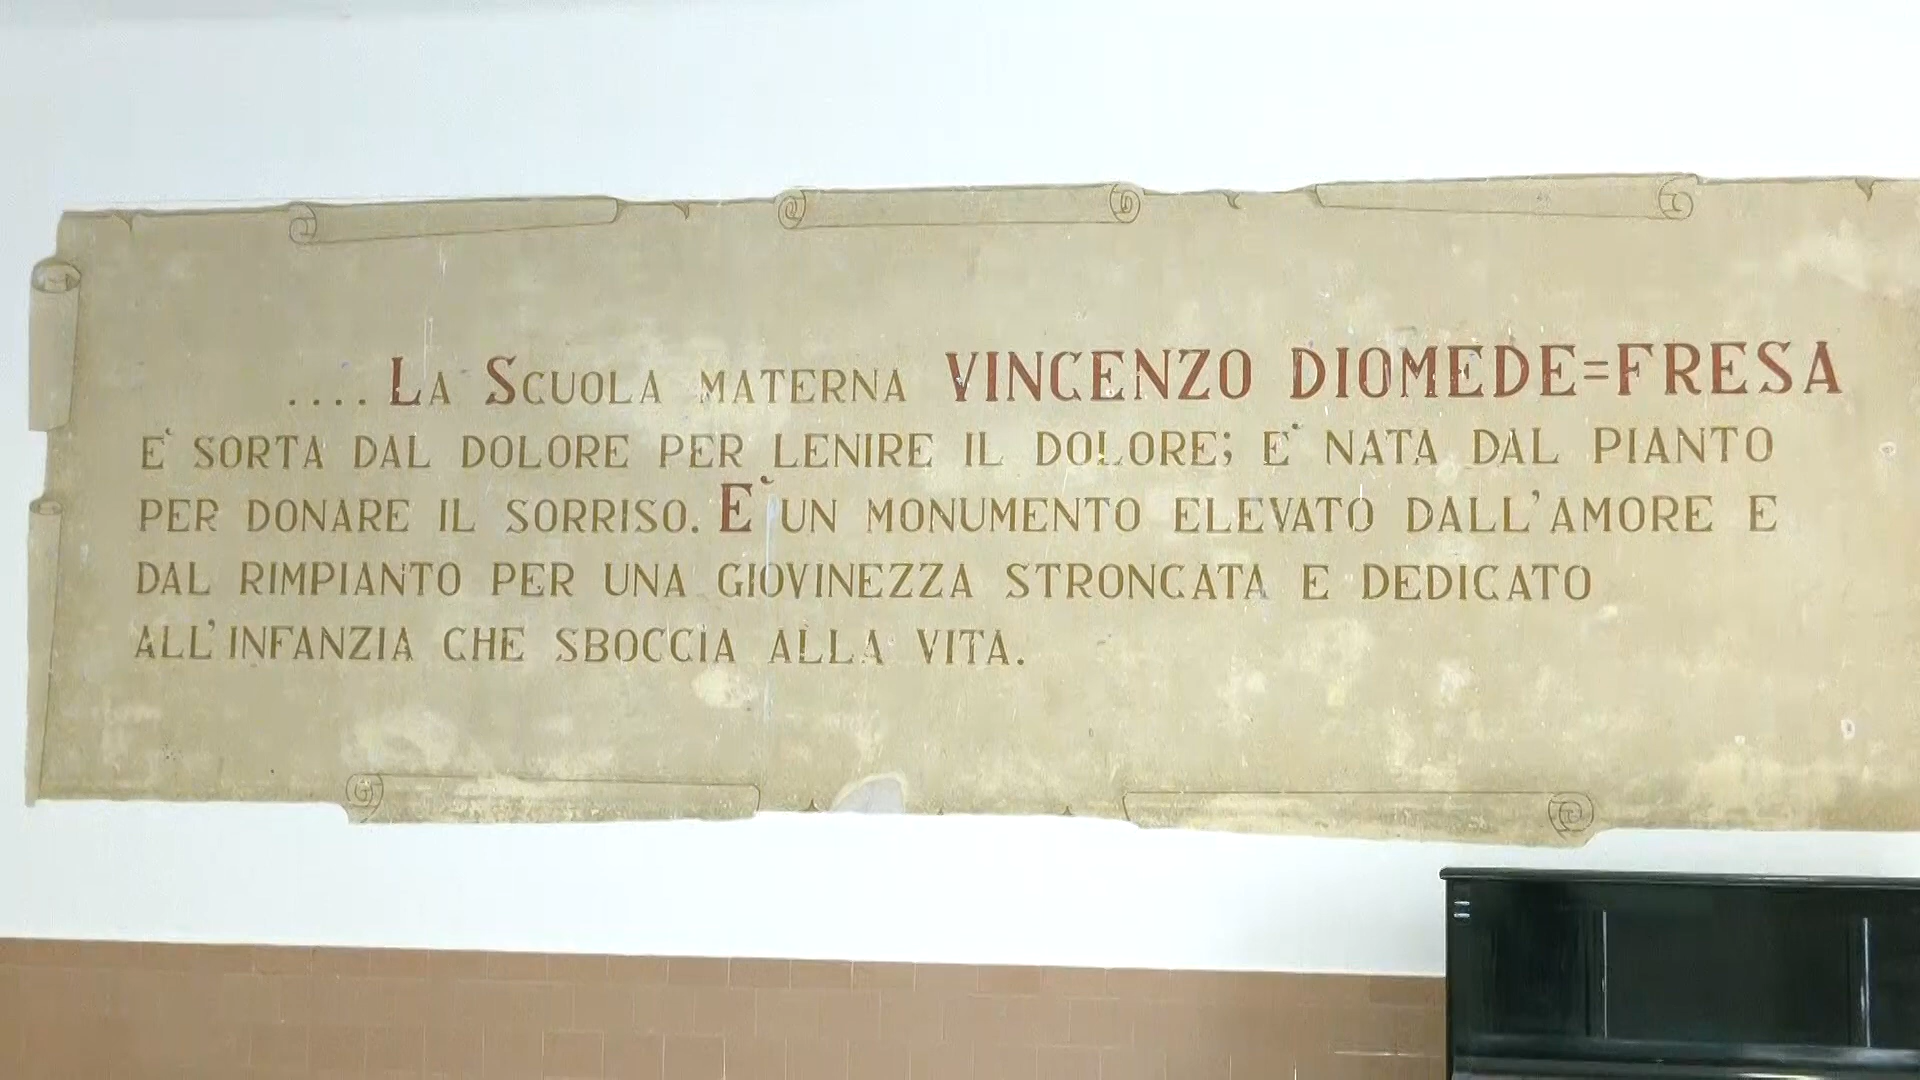 .... La Scuola materna VINCENZO DIOMEDE=FRESA
E' SORTA DAL DOLORE PER LENIRE IL DOLORE; E' NATA DAL PIANTO
PER DONARE IL SORRISO. E' UN MONUMENTO ELEVATO DALL'AMORE E
DAL RIMPIANTO PER UNA GIOVINEZZA STRONCATA E DEDICATO
ALL'INFANZIA CHE SBOCCIA ALLA VITA.